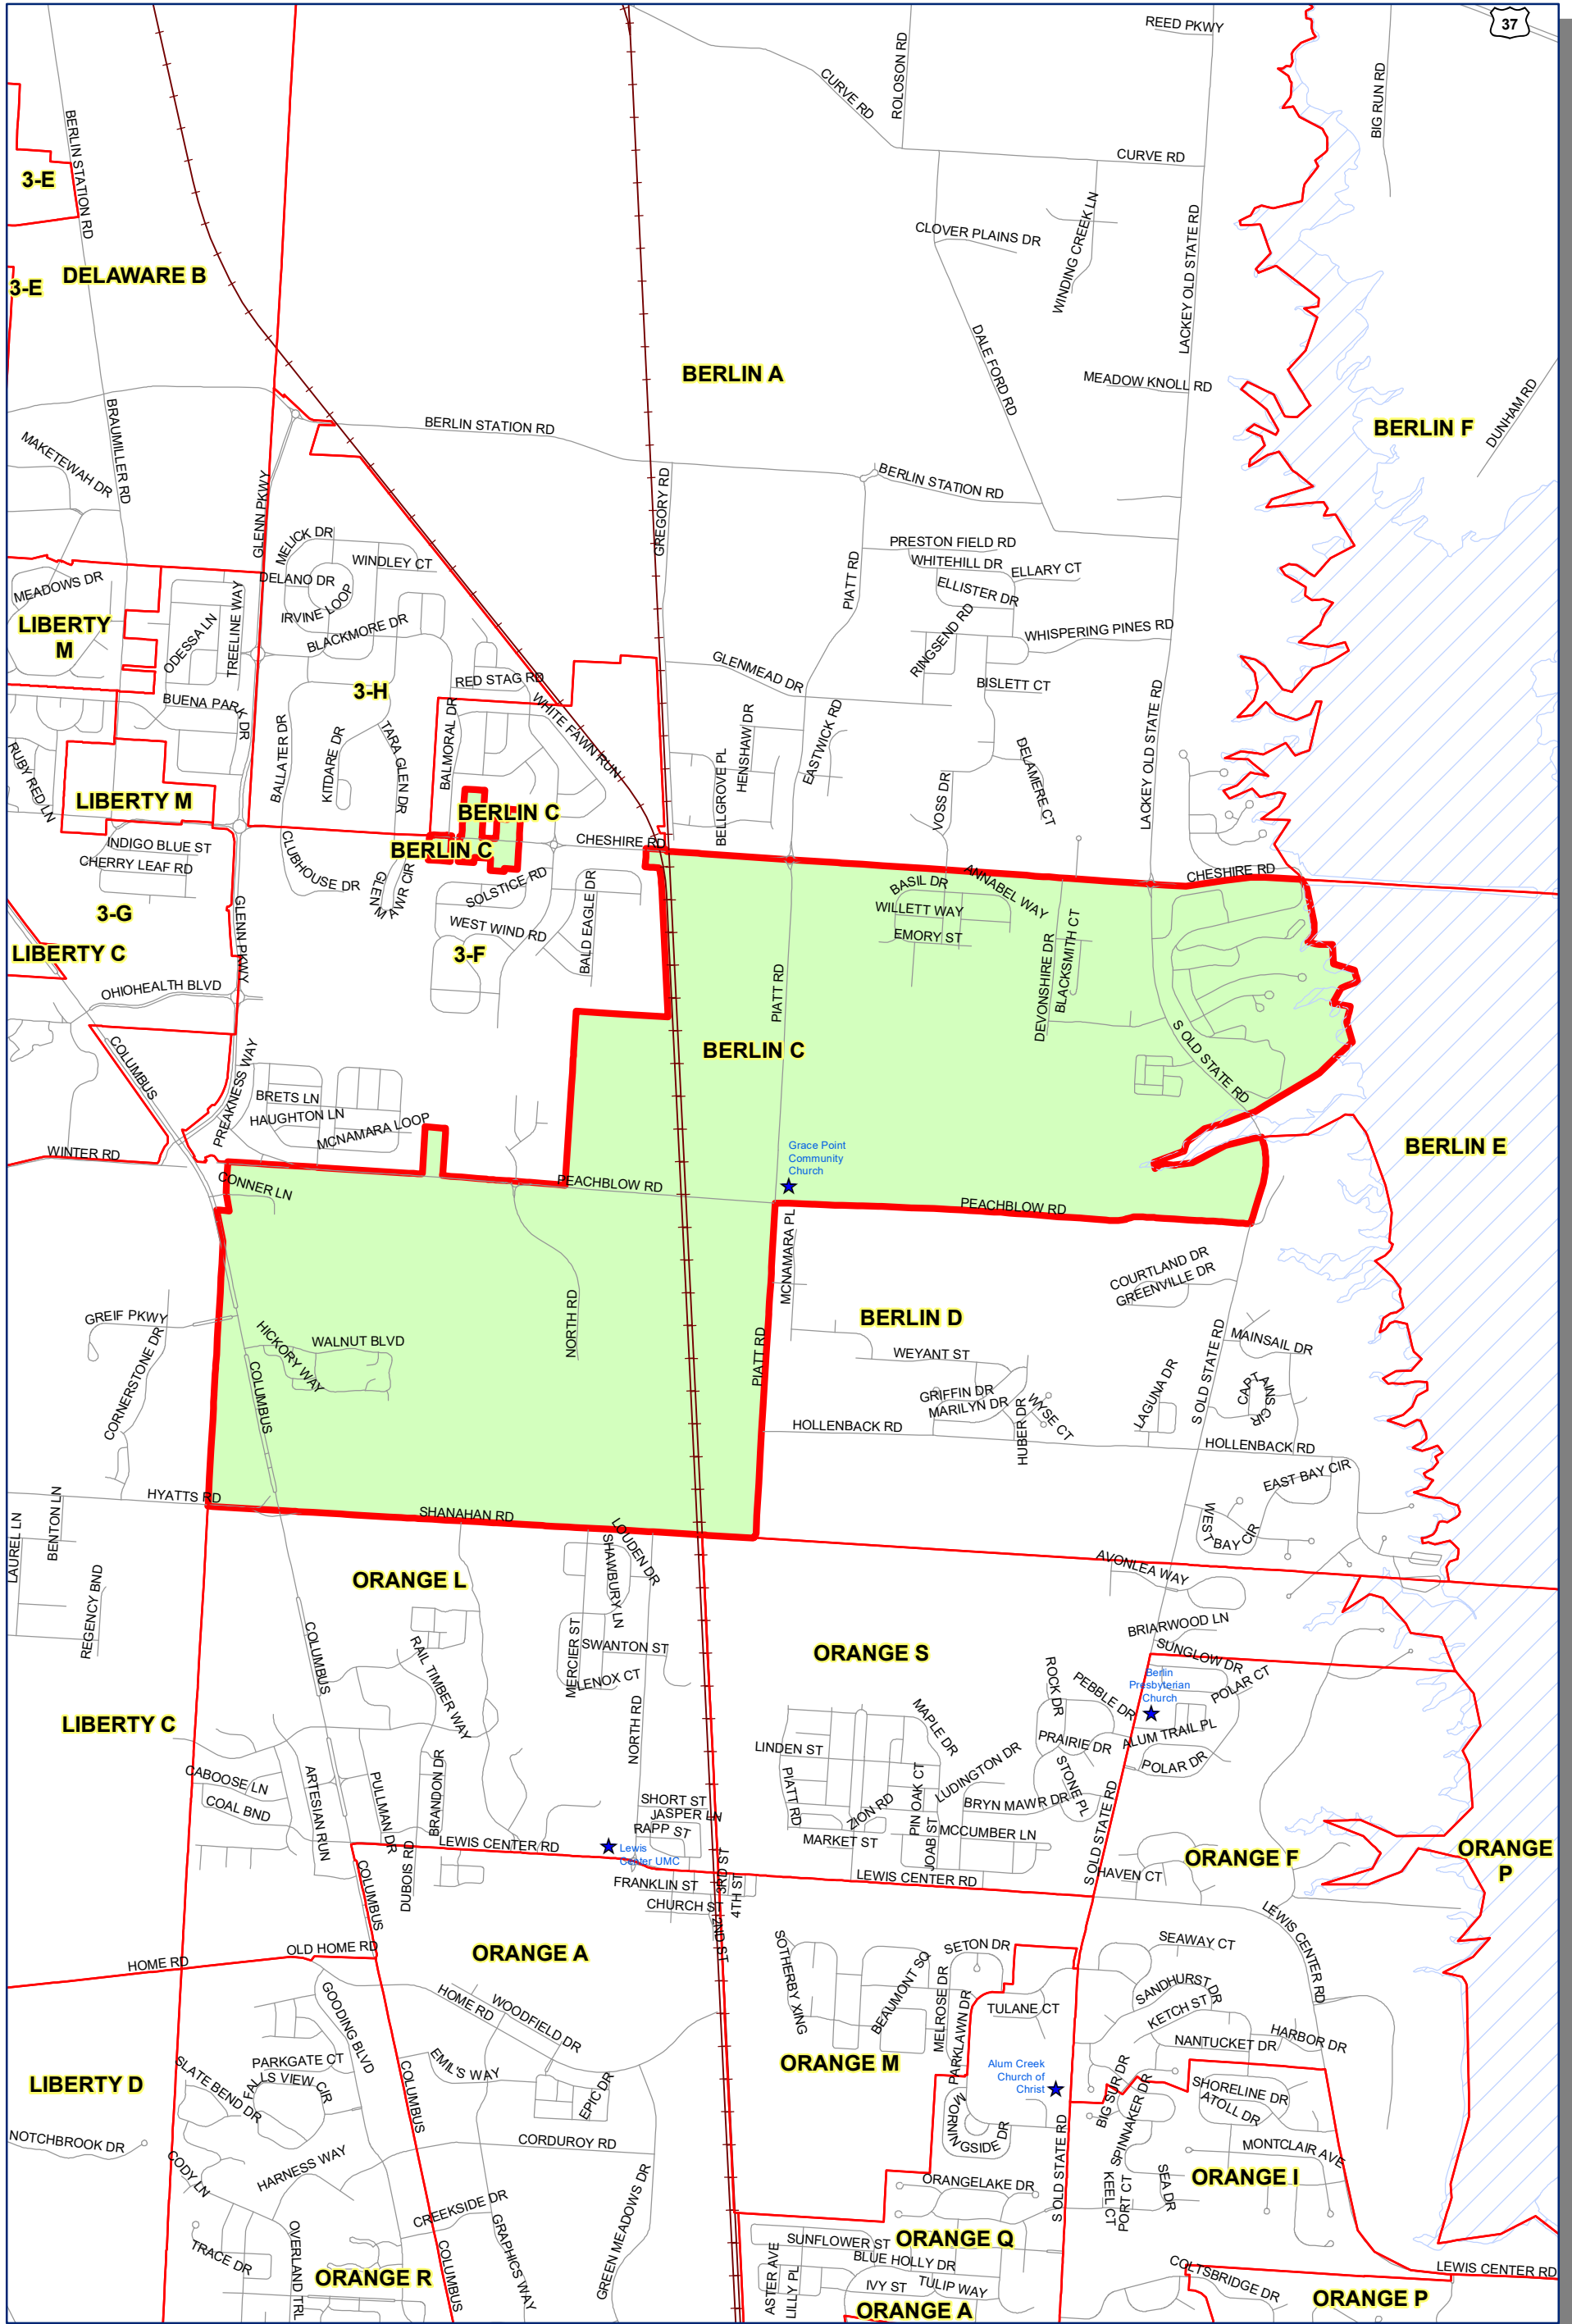 REED PKWY
37
ROLOSON RD
CURVE RD
BIG RUN RD
BERLIN STATION RD
CURVE RD
3-E
WINDING CREEK LN
CLOVER PLAINS DR
LACKEY OLD STATE RD
DELAWARE B
3-E
DALE FORD RD
BERLIN A
MEADOW KNOLL RD
DUNHAM RD
BERLIN F
BRAUMILLER RD
BERLIN STATION RD
MAKETEWAH DR
GLENN PKWY
GREGORY RD
BERLIN STATION RD
MELICK DR
PRESTON FIELD RD
WINDLEY CT
WHITEHILL DR
ELLARY CT
PIATT RD
DELANO DR
MEADOWS DR
ELLISTER DR
IRVINE LOOP
TREELINE WAY
LIBERTY
M
ODESSA LN
BLACKMORE DR
RINGSEND RD
WHISPERING PINES RD
GLENMEAD DR
RED STAG RD
BISLETT CT
3-H
BUENA PARK DR
WHITE FAWN RUN
BALMORAL DR
LACKEY OLD STATE RD
BALLATER DR
KITDARE DR
TARA GLEN DR
HENSHAW DR
EASTWICK RD
RUBY RED LN
BELLGROVE PL
DELAMERE CT
VOSS DR
LIBERTY M
BERLIN C
CHESHIRE RD
INDIGO BLUE ST
BERLIN C
CHERRY LEAF RD
CLUBHOUSE DR
CHESHIRE RD
GLEN MAWR CIR
SOLSTICE RD
BALD EAGLE DR
BASIL DR
ANNABEL WAY
3-G
WILLETT WAY
GLENN PKWY
WEST WIND RD
EMORY ST
BLACKSMITH CT
DEVONSHIRE DR
LIBERTY C
3-F
OHIOHEALTH BLVD
PIATT RD
COLUMBUS
BERLIN C
S OLD STATE RD
PREAKNESS WAY
BRETS LN
HAUGHTON LN
MCNAMARA LOOP
WINTER RD
Grace Point
Community
Church
BERLIN E
CONNER LN
PEACHBLOW RD
PEACHBLOW RD
MCNAMARA PL
COURTLAND DR
GREENVILLE DR
GREIF PKWY
BERLIN D
NORTH RD
HICKORY WAY
WALNUT BLVD
MAINSAIL DR
CORNERSTONE DR
COLUMBUS
PIATT RD
WEYANT ST
S OLD STATE RD
GRIFFIN DR
MARILYN DR
LAGUNA DR
CAPTAINS CIR
WYSE CT
HUBER DR
HOLLENBACK RD
HOLLENBACK RD
EAST BAY CIR
HYATTS RD
SHANAHAN RD
WEST BAY CIR
LAUREL LN
BENTON LN
LOUDEN DR
SHAWBURY LN
AVONLEA WAY
ORANGE L
REGENCY BND
COLUMBUS
MERCIER ST
SWANTON ST
BRIARWOOD LN
RAIL TIMBER WAY
LENOX CT
ORANGE S
SUNGLOW DR
ROCK DR
Berlin
Presbyterian
Church
PEBBLE DR
POLAR CT
LIBERTY C
NORTH RD
MAPLE DR
ALUM TRAIL PL
PRAIRIE DR
LINDEN ST
POLAR DR
CABOOSE LN
ARTESIAN RUN
PULLMAN DR
BRANDON DR
PIATT RD
PIN OAK CT
LUDINGTON DR
STONE PL
COAL BND
SHORT ST
JASPER LN
RAPP ST
ZION RD
BRYN MAWR DR
S OLD STATE RD
LEWIS CENTER RD
MARKET ST
JOAB ST
MCCUMBER LN
Lewis
Center UMC
DUBOIS RD
COLUMBUS
ORANGE F
ORANGE
P
HAVEN CT
FRANKLIN ST
3RD ST
4TH ST
LEWIS CENTER RD
CHURCH ST
LEWIS CENTER RD
OLD HOME RD
ORANGE A
SOTHERBY XING
SETON DR
SEAWAY CT
HOME RD
BEAUMONT SQ
MELROSE DR
SANDHURST DR
GOODING BLVD
HOME RD
WOODFIELD DR
PARKLAWN DR
TULANE CT
KETCH ST
HARBOR DR
NANTUCKET DR
PARKGATE CT
EMIL'S WAY
SLATE BEND DR
FALLS VIEW CIR
COLUMBUS
ORANGE M
Alum Creek
Church of
Christ
LIBERTY D
EPIC DR
BIG SUR DR
SPINNAKER DR
SHORELINE DR
ATOLL DR
MORNINGSIDE DR
NOTCHBROOK DR
CODY LN
HARNESS WAY
CORDUROY RD
MONTCLAIR AVE
S OLD STATE RD
ORANGE I
ORANGELAKE DR
KEEL CT
PORT CT
SEA DR
CREEKSIDE DR
GREEN MEADOWS DR
GRAPHICS WAY
TRACE DR
OVERLAND TRL
COLUMBUS
SUNFLOWER ST
ORANGE Q
BLUE HOLLY DR
ASTER AVE
LILLY PL
IVY ST
TULIP WAY
COLTSBRIDGE DR
LEWIS CENTER RD
ORANGE R
ORANGE A
ORANGE P